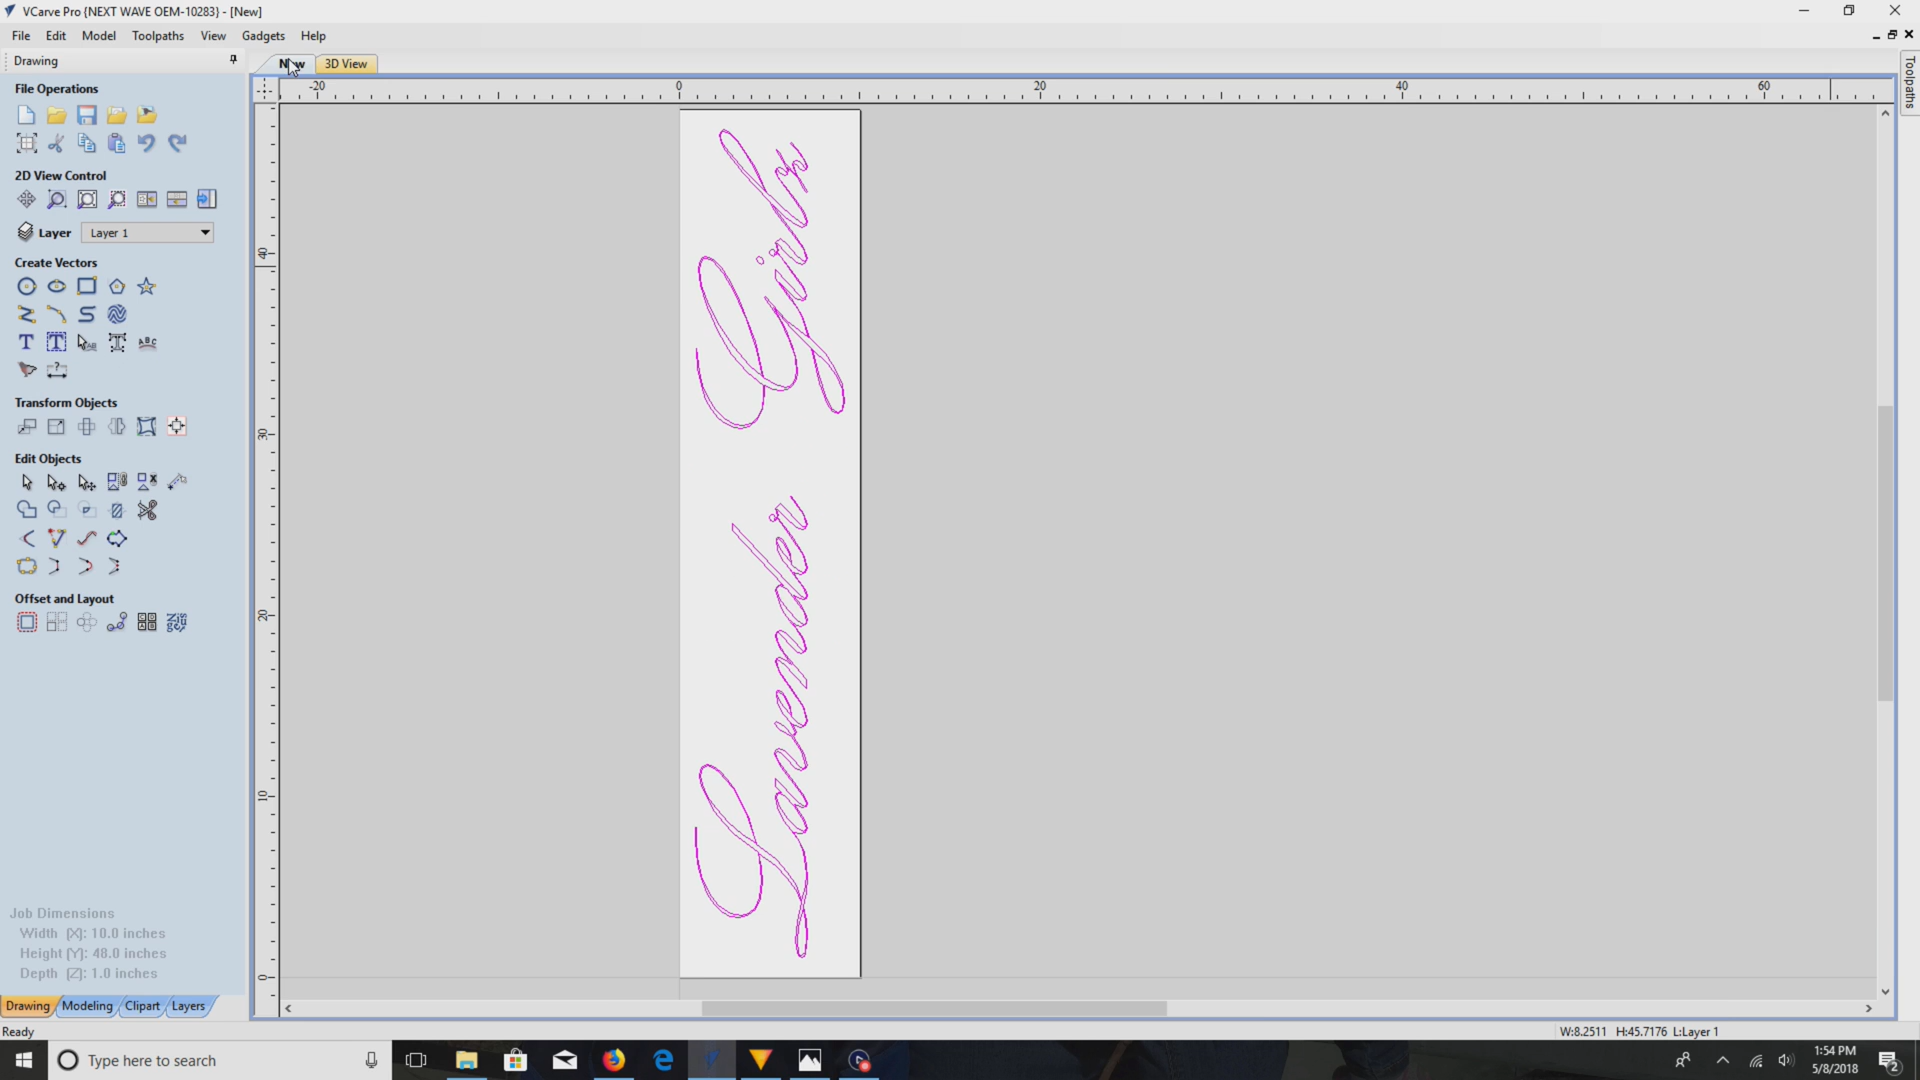 VCarve Pro {NEXT WAVE OEM-10283} - [New]
File Edit Model Toolpaths View Gadgets Help
Drawing
New 3D View
Toolpaths
File Operations
2D View Control
Layer Layer 1
Create Vectors
Transform Objects
Edit Objects
Offset and Layout
-20 0 20 40 60
40
30
20
10
0
Lavender Girls
Job Dimensions
Width (X): 10.0 inches
Height (Y): 48.0 inches
Depth (Z): 1.0 inches
Drawing Modeling Clipart Layers
Ready
W:8.2511 H:45.7176 L:Layer 1
Type here to search
1:54 PM
5/8/2018
2